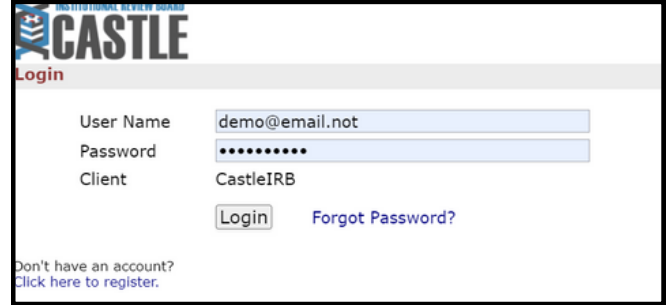 INSTITUTIONAL REVIEW BOARD
CASTLE
Login
User Name demo@email.not
Password ••••••••••
Client CastleIRB
Login Forgot Password?
Don't have an account?
Click here to register.